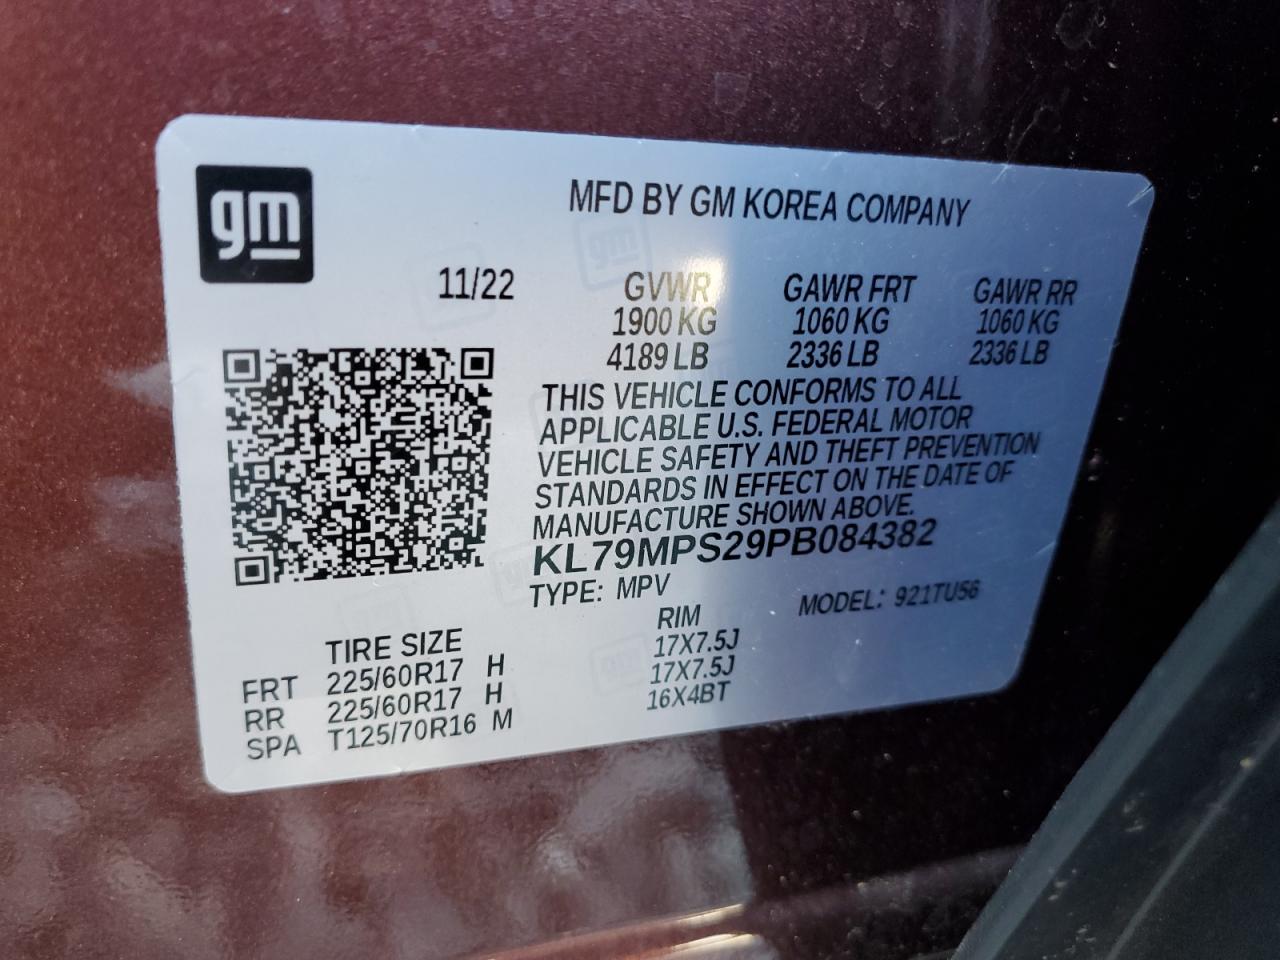 gm
MFD BY GM KOREA COMPANY
11/22 GVWR GAWR FRT GAWR RR
1900 KG 1060 KG 1060 KG
4189 LB 2336 LB 2336 LB
THIS VEHICLE CONFORMS TO ALL
APPLICABLE U.S. FEDERAL MOTOR
VEHICLE SAFETY AND THEFT PREVENTION
STANDARDS IN EFFECT ON THE DATE OF
MANUFACTURE SHOWN ABOVE.
KL79MPS29PB084382
TYPE: MPV MODEL: 921TU56
TIRE SIZE RIM
FRT 225/60R17 H 17X7.5J
RR 225/60R17 H 17X7.5J
SPA T125/70R16 M 16X4BT